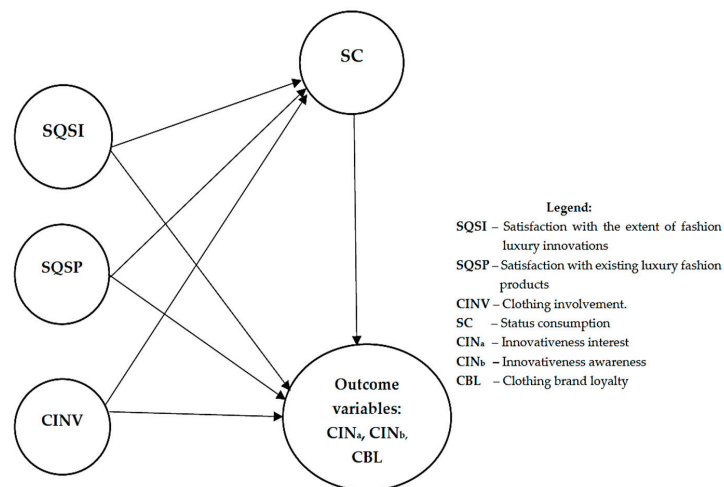 SC
SQSI
SQSP
CINV
Outcome
variables:
CINa, CINb,
CBL
Legend:
SQSI – Satisfaction with the extent of fashion
luxury innovations
SQSP – Satisfaction with existing luxury fashion
products
CINV – Clothing involvement.
SC – Status consumption
CINa – Innovativeness interest
CINb – Innovativeness awareness
CBL – Clothing brand loyalty